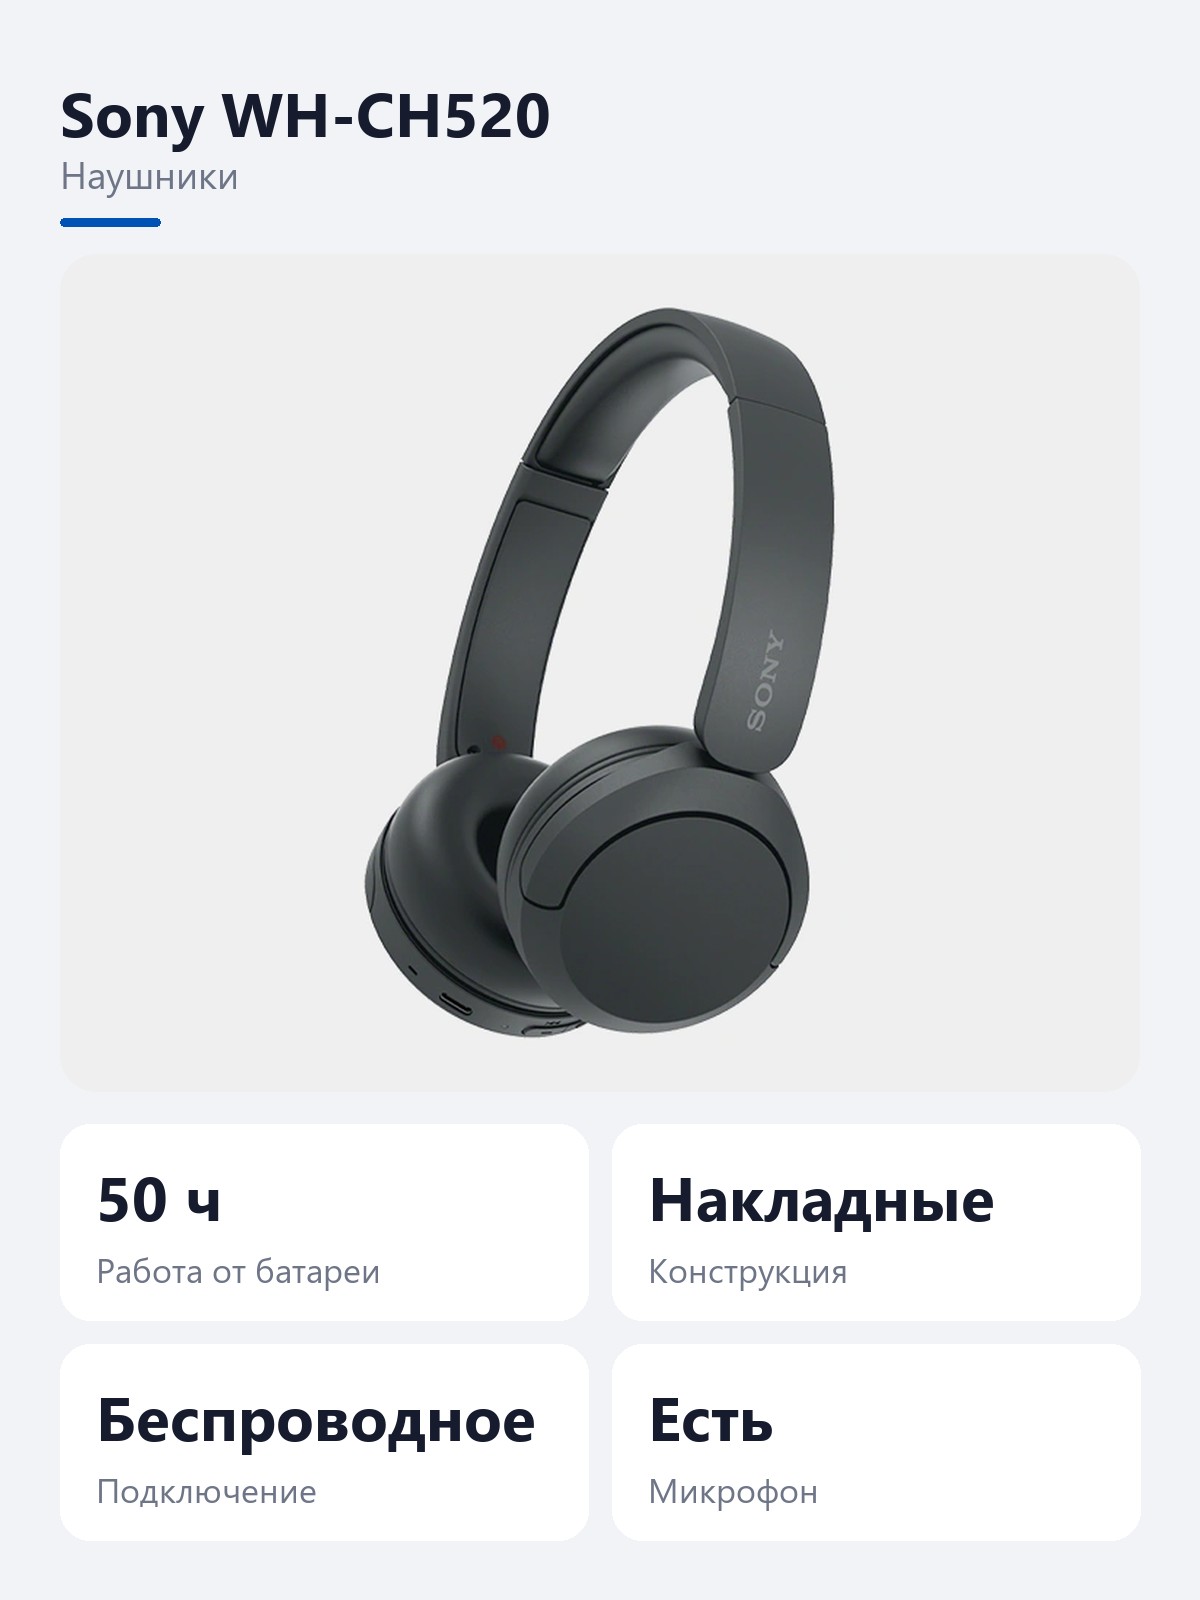 Sony WH-CH520
Наушники
SONY
50 ч
Работа от батареи
Накладные
Конструкция
Беспроводное
Подключение
Есть
Микрофон